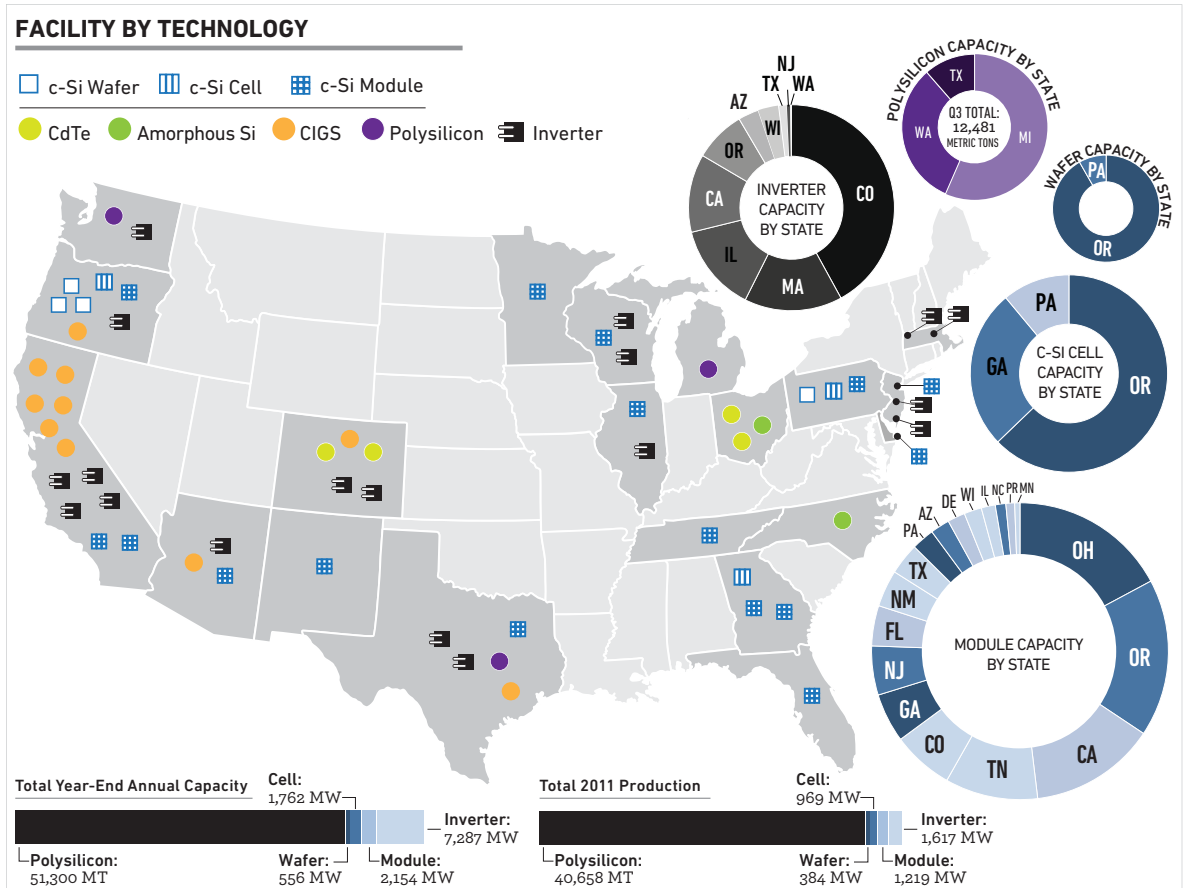 FACILITY BY TECHNOLOGY
c-Si Wafer
c-Si Cell
c-Si Module
CdTe
Amorphous Si
CIGS
Polysilicon
Inverter
NJ
TX
WA
AZ
WI
OR
CA
IL
MA
CO
INVERTER
CAPACITY
BY STATE
POLYSILICON CAPACITY BY STATE
TX
WA
MI
Q3 TOTAL:
12,481
METRIC TONS
WAFER CAPACITY BY STATE
PA
OR
PA
GA
OR
C-SI CELL
CAPACITY
BY STATE
PA
AZ
DE
WI
IL
NC
PR
MN
OH
OR
CA
TN
CO
GA
NJ
FL
NM
TX
MODULE CAPACITY
BY STATE
Total Year-End Annual Capacity
Cell:
1,762 MW
Inverter:
7,287 MW
Polysilicon:
51,300 MT
Wafer:
556 MW
Module:
2,154 MW
Total 2011 Production
Cell:
969 MW
Inverter:
1,617 MW
Polysilicon:
40,658 MT
Wafer:
384 MW
Module:
1,219 MW